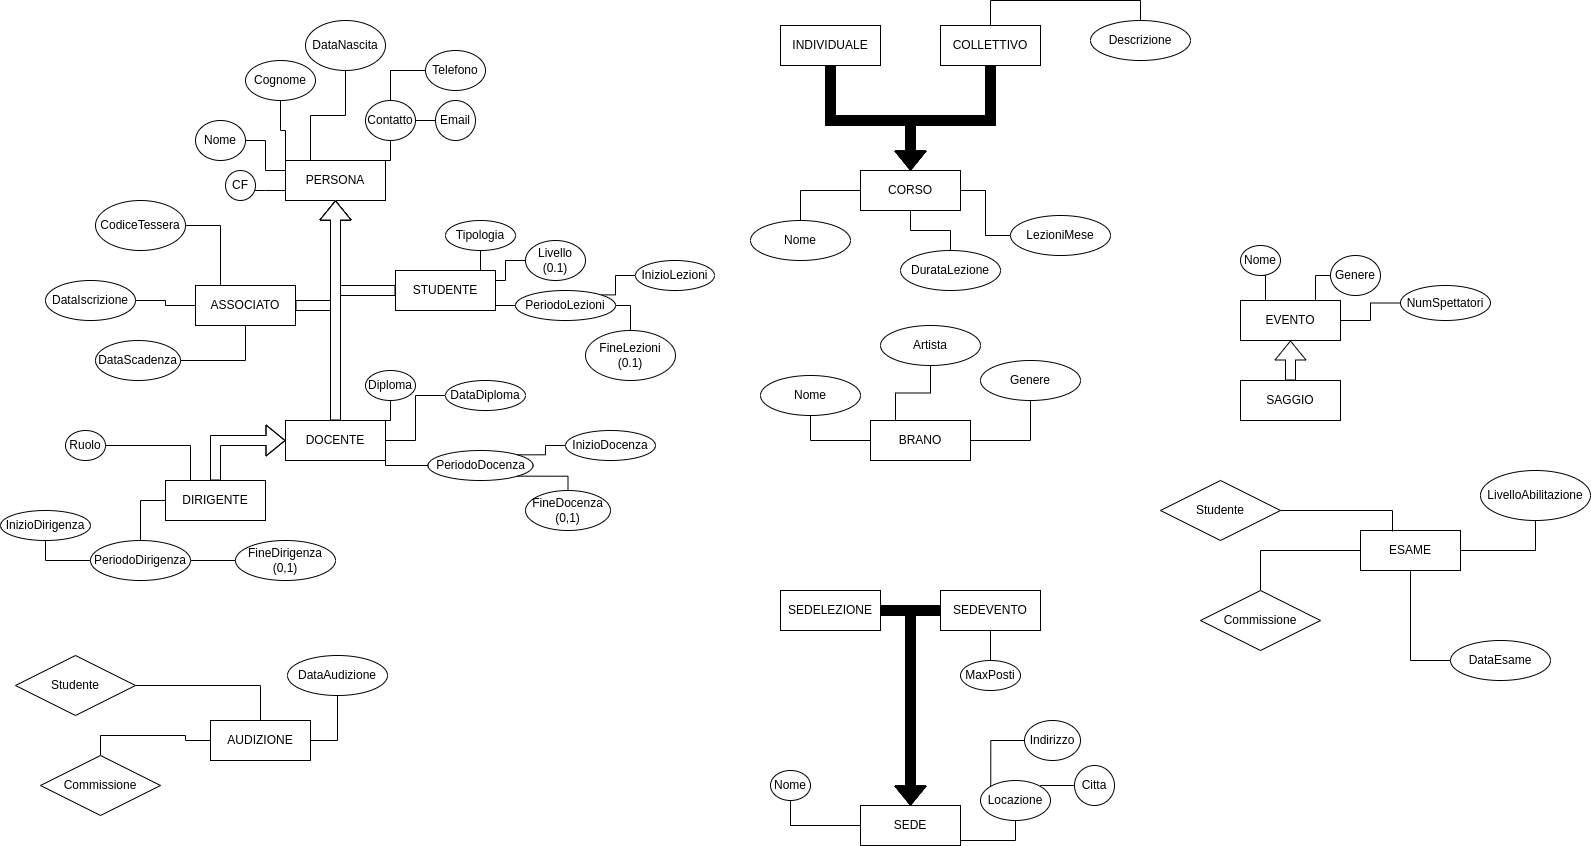 DataNascita
Cognome
Telefono
Nome
Contatto
Email
CF
PERSONA
CodiceTessera
Tipologia
Livello
(0.1)
DataIscrizione
ASSOCIATO
STUDENTE
InizioLezioni
PeriodoLezioni
DataScadenza
FineLezioni
(0.1)
Diploma
DataDiploma
Ruolo
DOCENTE
InizioDocenza
PeriodoDocenza
DIRIGENTE
FineDocenza
(0,1)
InizioDirigenza
PeriodoDirigenza
FineDirigenza
(0,1)
Studente
DataAudizione
AUDIZIONE
Commissione
INDIVIDUALE
COLLETTIVO
Descrizione
CORSO
Nome
LezioniMese
DurataLezione
Artista
Nome
Genere
BRANO
SEDELEZIONE
SEDEVENTO
MaxPosti
Indirizzo
Nome
Locazione
Citta
SEDE
Nome
Genere
NumSpettatori
EVENTO
SAGGIO
Studente
LivelloAbilitazione
ESAME
Commissione
DataEsame